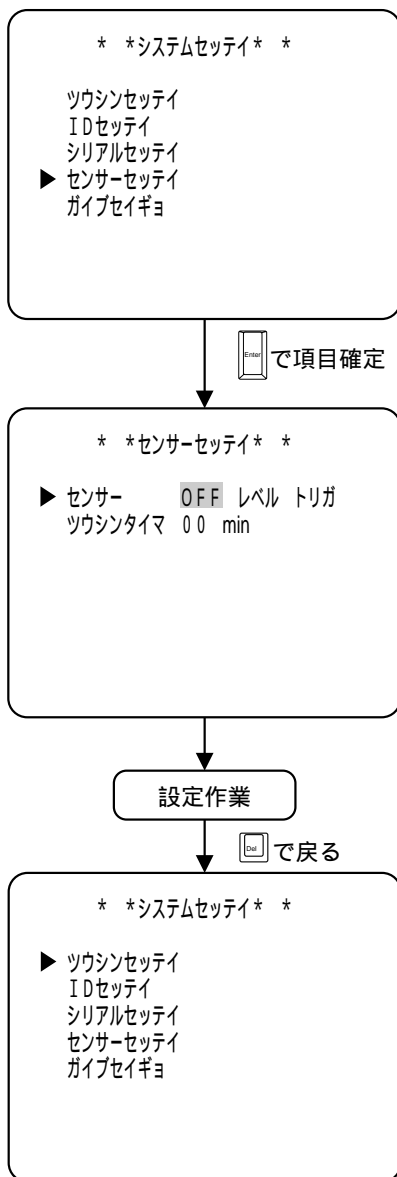 * *システムセッテイ* *
ツウシンセッテイ
IDセッテイ
シリアルセッテイ
▶ センサーセッテイ
ガイブセイギョ
Enter で項目確定
* *センサーセッテイ* *
▶ センサー OFF レベル トリガ
ツウシンタイマ 00 min
設定作業
Del で戻る
* *システムセッテイ* *
▶ ツウシンセッテイ
IDセッテイ
シリアルセッテイ
センサーセッテイ
ガイブセイギョ